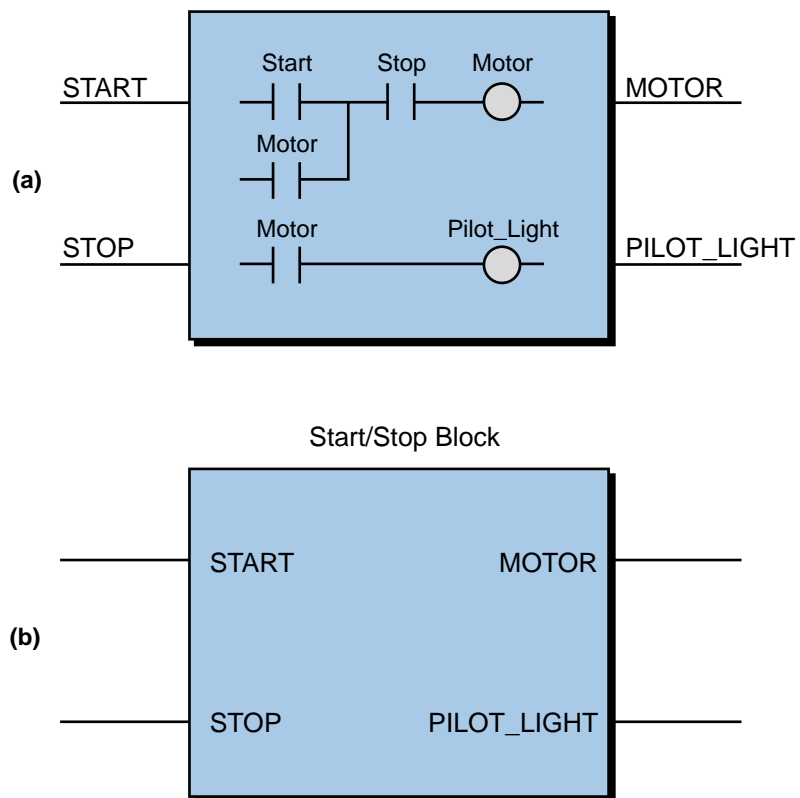 Start Stop Motor
START MOTOR
Motor
(a)
STOP Motor Pilot_Light PILOT_LIGHT
Start/Stop Block
START MOTOR
(b)
STOP PILOT_LIGHT